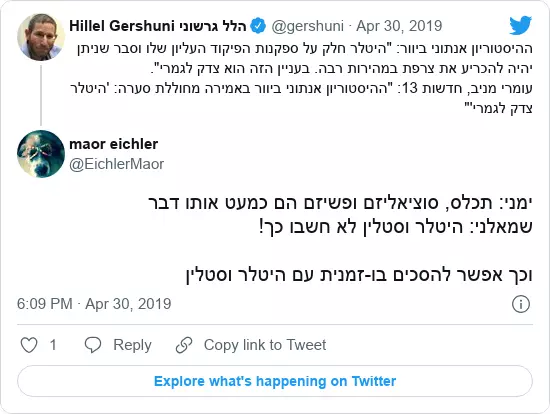 Hillel Gershuni הלל גרשוני @gershuni · Apr 30, 2019
ההיסטוריון אנתוני ביוור: "היטלר חלק על ספקנות הפיקוד העליון שלו וסבר שניתן
יהיה להכריע את צרפת במהירות רבה. בעניין הזה הוא צדק לגמרי".
עומרי מניב, חדשות 13: "ההיסטוריון אנתוני ביוור באמירה מחוללת סערה: 'היטלר
צדק לגמרי'"
maor eichler
@EichlerMaor
ימני: תכלס, סוציאליזם ופשיזם הם כמעט אותו דבר
שמאלני: היטלר וסטלין לא חשבו כך!
וכך אפשר להסכים בו-זמנית עם היטלר וסטלין
6:09 PM · Apr 30, 2019
1 Reply Copy link to Tweet
Explore what's happening on Twitter